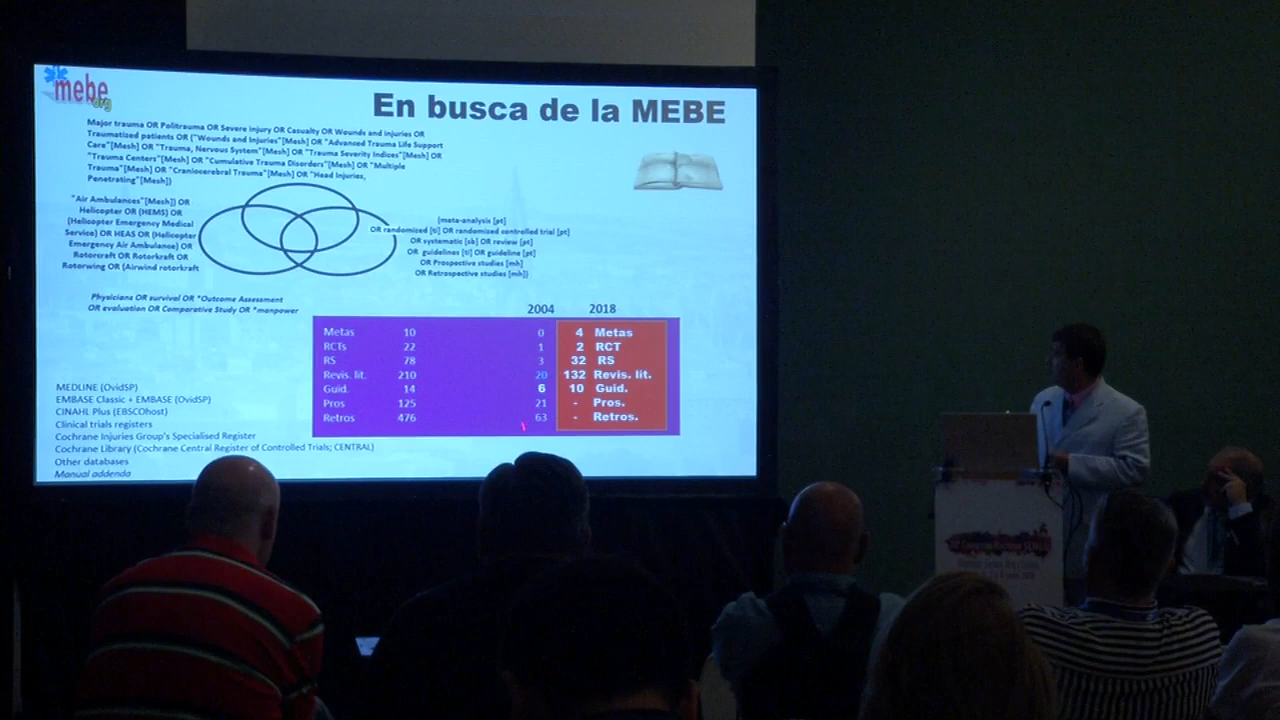 mebe
org
En busca de la MEBE
Major trauma OR Politrauma OR Severe injury OR Casualty OR Wounds and injuries OR
Traumatized patients OR ("Wounds and Injuries"[Mesh] OR "Advanced Trauma Life Support
Care"[Mesh] OR "Trauma, Nervous System"[Mesh] OR "Trauma Severity Indices"[Mesh] OR
"Trauma Centers"[Mesh] OR "Cumulative Trauma Disorders"[Mesh] OR "Multiple
Trauma"[Mesh] OR "Craniocerebral Trauma"[Mesh] OR "Head Injuries,
Penetrating"[Mesh])
"Air Ambulances"[Mesh]) OR
Helicopter OR (HEMS) OR
(Helicopter Emergency Medical
Service) OR HEAS OR (Helicopter
Emergency Air Ambulance) OR
Rotorcraft OR Rotorkraft OR
Rotorwing OR (Airwind rotorkraft
(meta-analysis [pt]
OR randomized [ti] OR randomized controlled trial [pt]
OR systematic [sb] OR review [pt]
OR guidelines [ti] OR guideline [pt]
OR Prospective studies [mh]
OR Retrospective studies [mh])
Physicians OR survival OR *Outcome Assessment
OR evaluation OR Comparative Study OR *manpower
2004 2018
Metas 10 0 4 Metas
RCTs 22 1 2 RCT
RS 78 3 32 RS
Revis. lit. 210 20 132 Revis. lit.
Guid. 14 6 10 Guid.
Pros 125 21 - Pros.
Retros 476 63 - Retros.
MEDLINE (OvidSP)
EMBASE Classic + EMBASE (OvidSP)
CINAHL Plus (EBSCOhost)
Clinical trials registers
Cochrane Injuries Group's Specialised Register
Cochrane Library (Cochrane Central Register of Controlled Trials; CENTRAL)
Other databases
Manual addenda